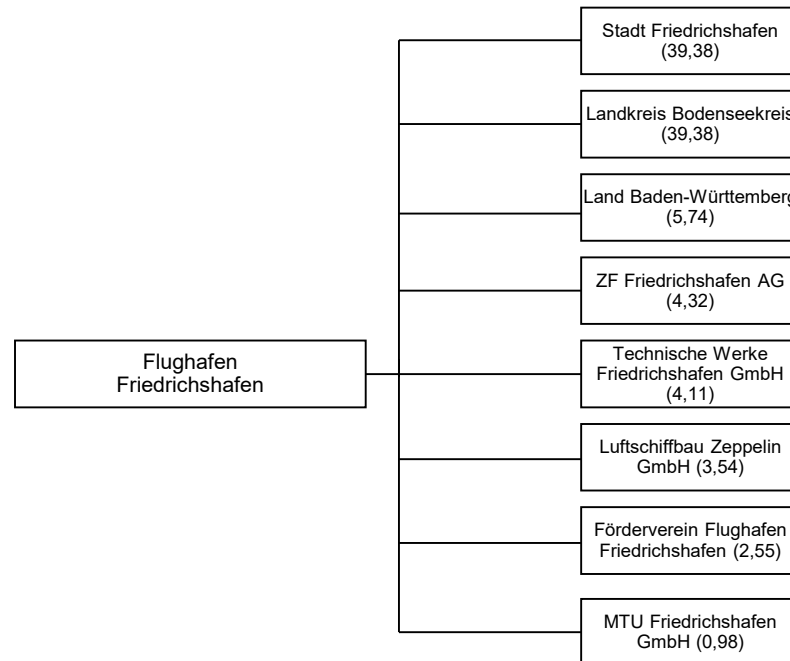 Stadt Friedrichshafen
(39,38)
Landkreis Bodenseekreis
(39,38)
Land Baden-Württemberg
(5,74)
ZF Friedrichshafen AG
(4,32)
Flughafen
Friedrichshafen
Technische Werke
Friedrichshafen GmbH
(4,11)
Luftschiffbau Zeppelin
GmbH (3,54)
Förderverein Flughafen
Friedrichshafen (2,55)
MTU Friedrichshafen
GmbH (0,98)